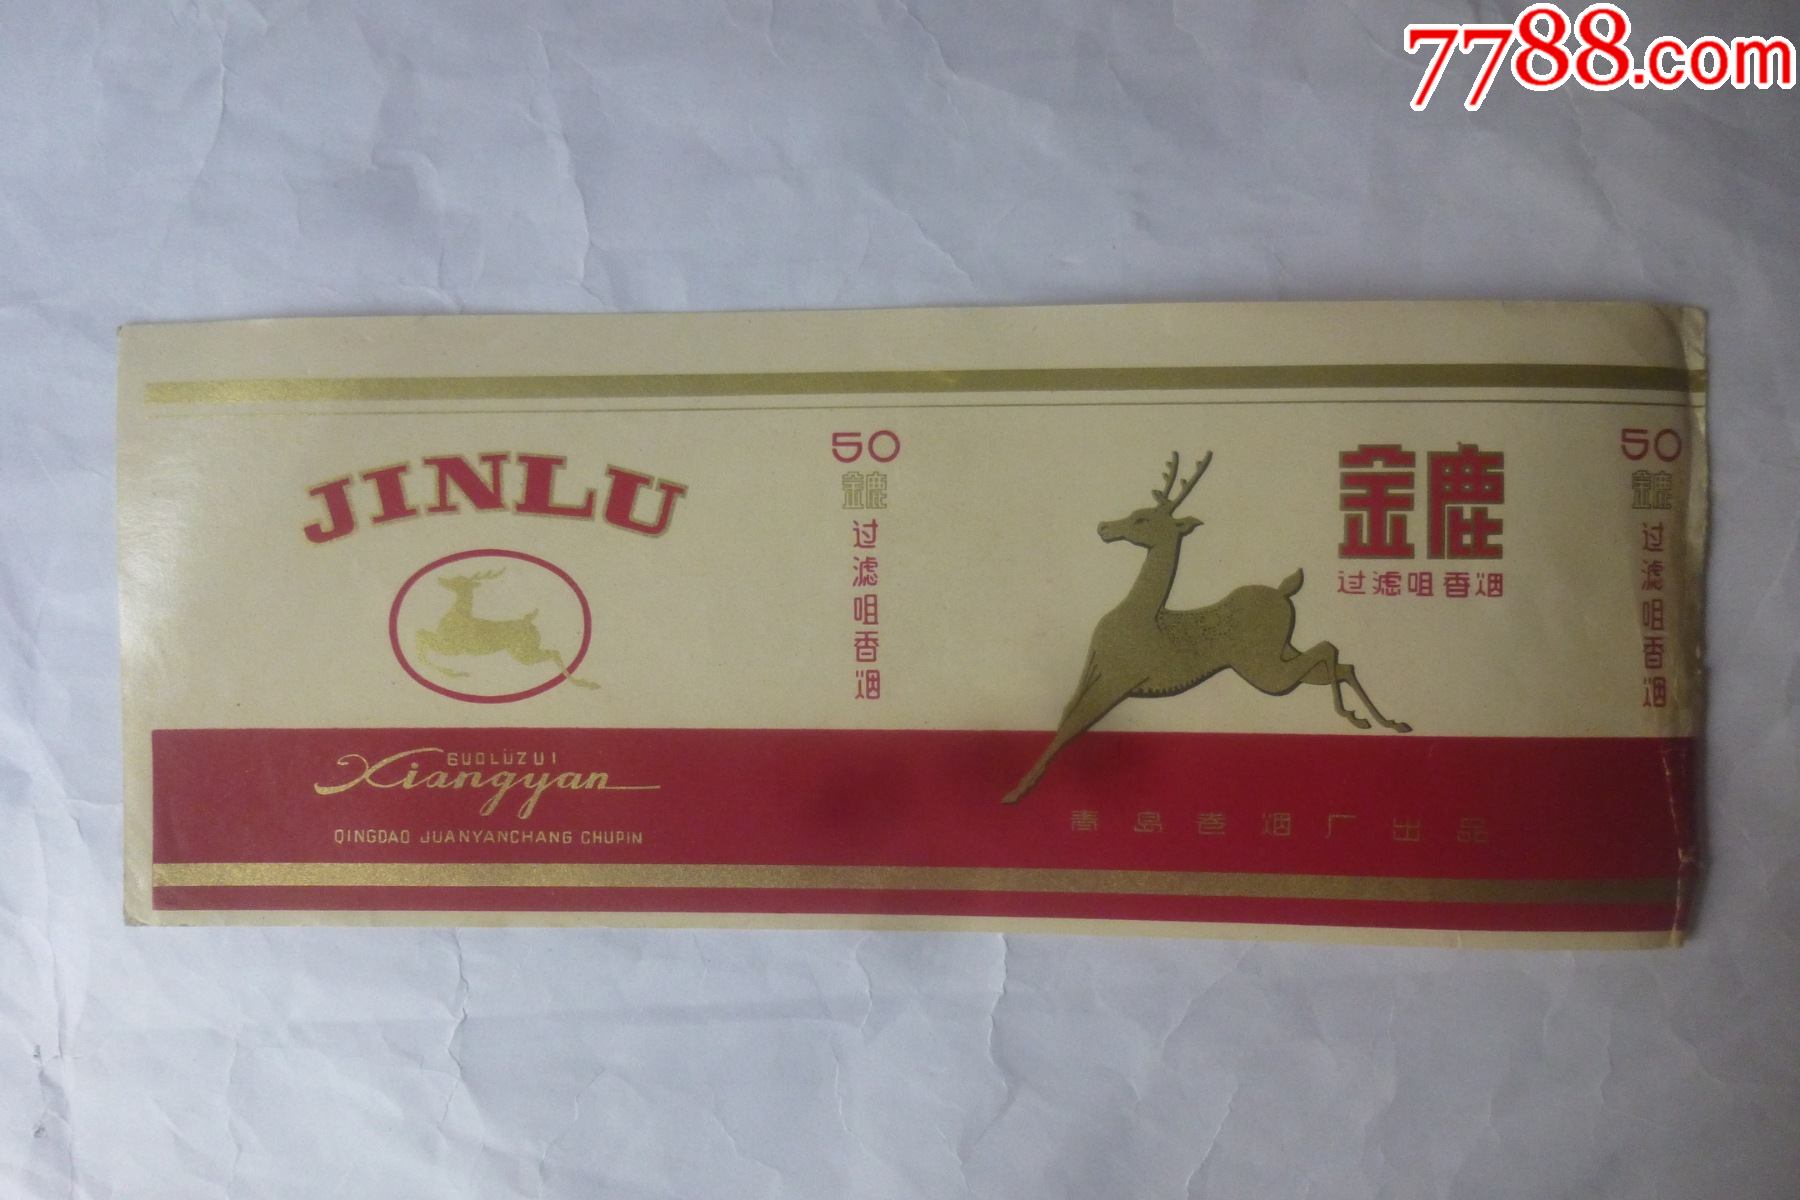 7788.com
JINLU
GUOLÜZUI
Xiangyan
QINGDAO JUANYANCHANG CHUPIN
50
金鹿
过滤咀香烟
金鹿
过滤咀香烟
青岛卷烟厂出品
50
金鹿
过滤咀香烟